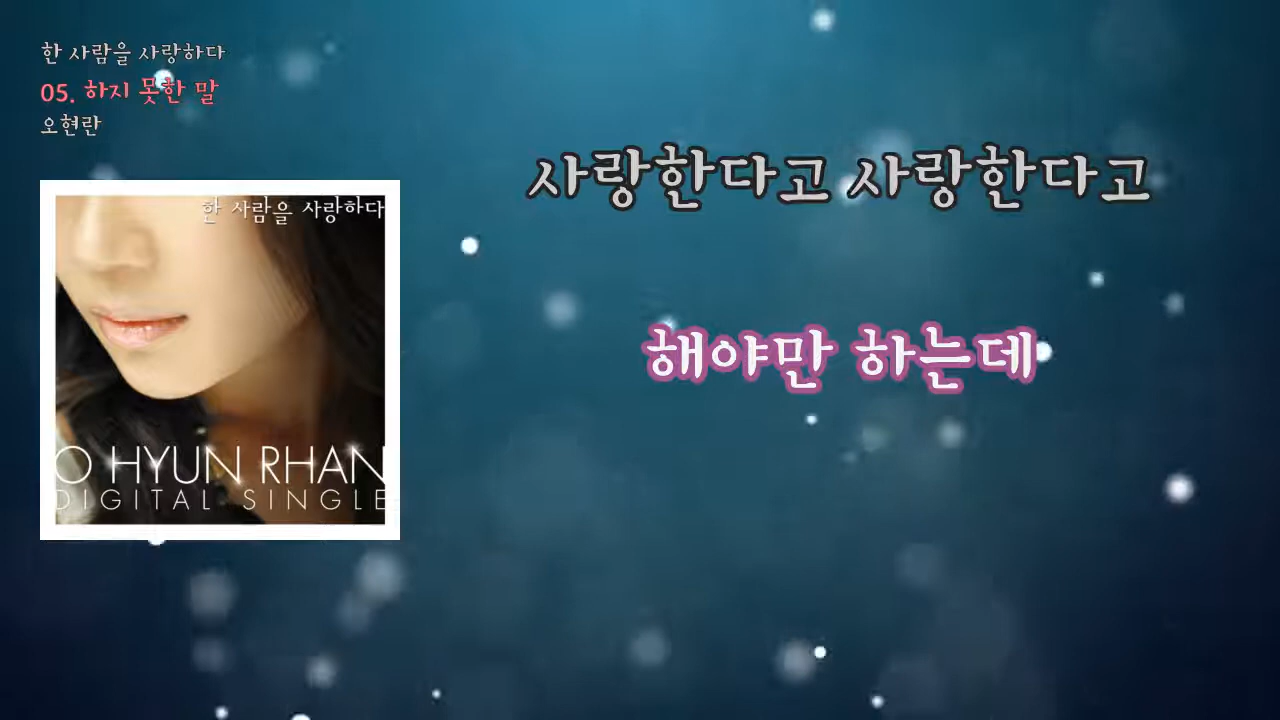 한 사람을 사랑하다
05. 하지 못한 말
오현란
한 사람을 사랑하다
O HYUN RHAN
DIGITAL SINGLE
사랑한다고 사랑한다고
해야만 하는데